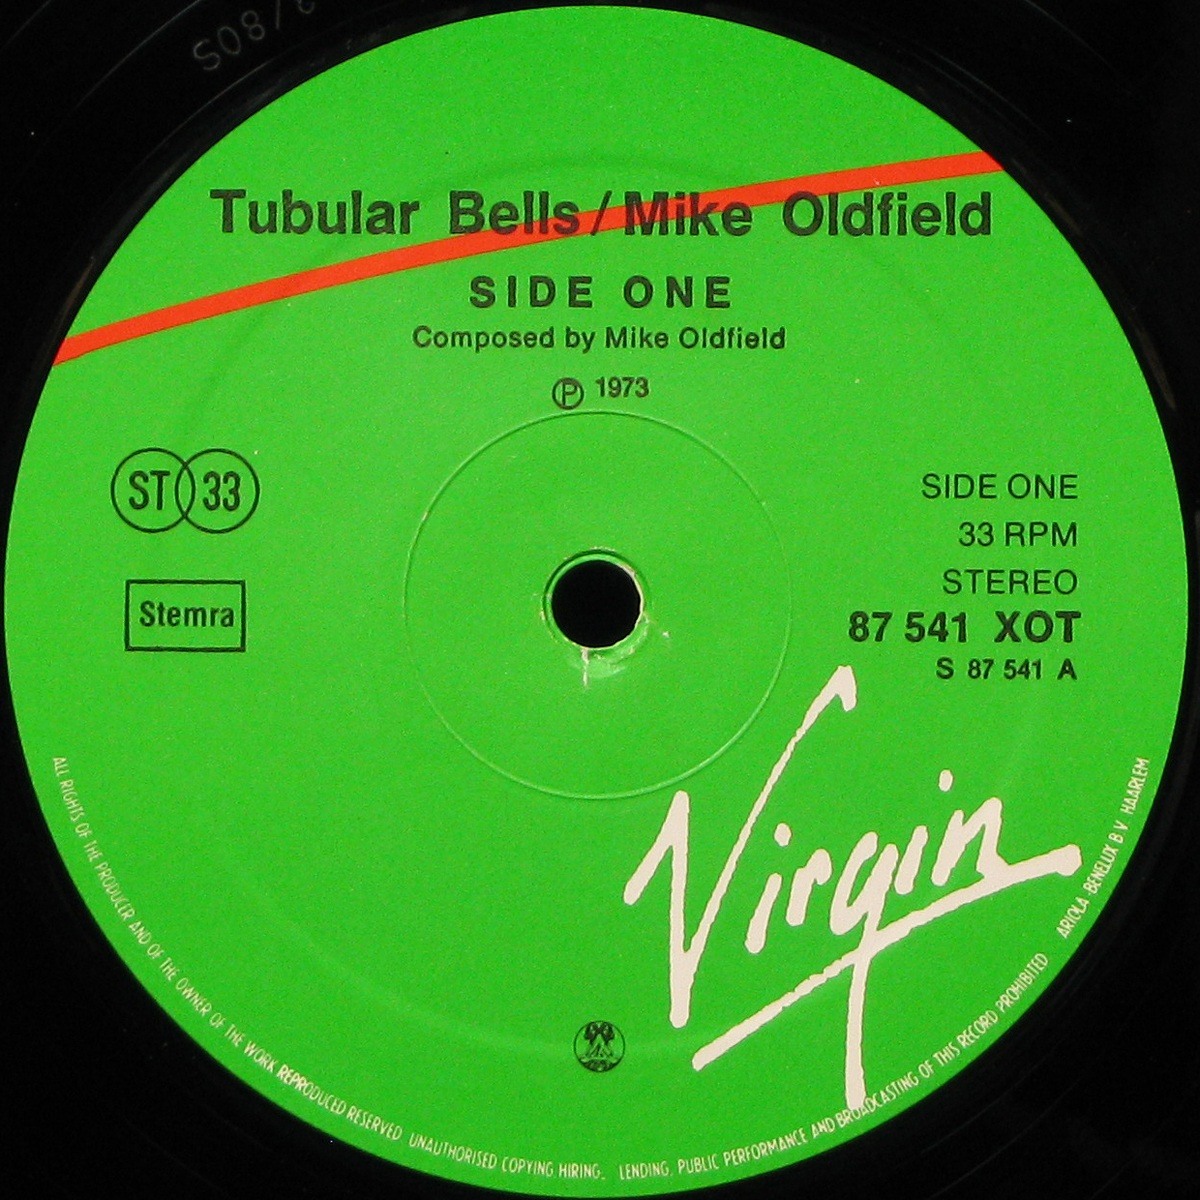 Tubular Bells / Mike Oldfield
SIDE ONE
Composed by Mike Oldfield
Ⓟ 1973
ST 33
Stemra
SIDE ONE
33 RPM
STEREO
87 541 XOT
S 87 541 A
Virgin
ALL RIGHTS OF THE PRODUCER AND OF THE OWNER OF THE WORK REPRODUCED RESERVED UNAUTHORISED COPYING HIRING, LENDING, PUBLIC PERFORMANCE AND BROADCASTING OF THIS RECORD PROHIBITED ARIOLA-BENELUX B.V. HAARLEM